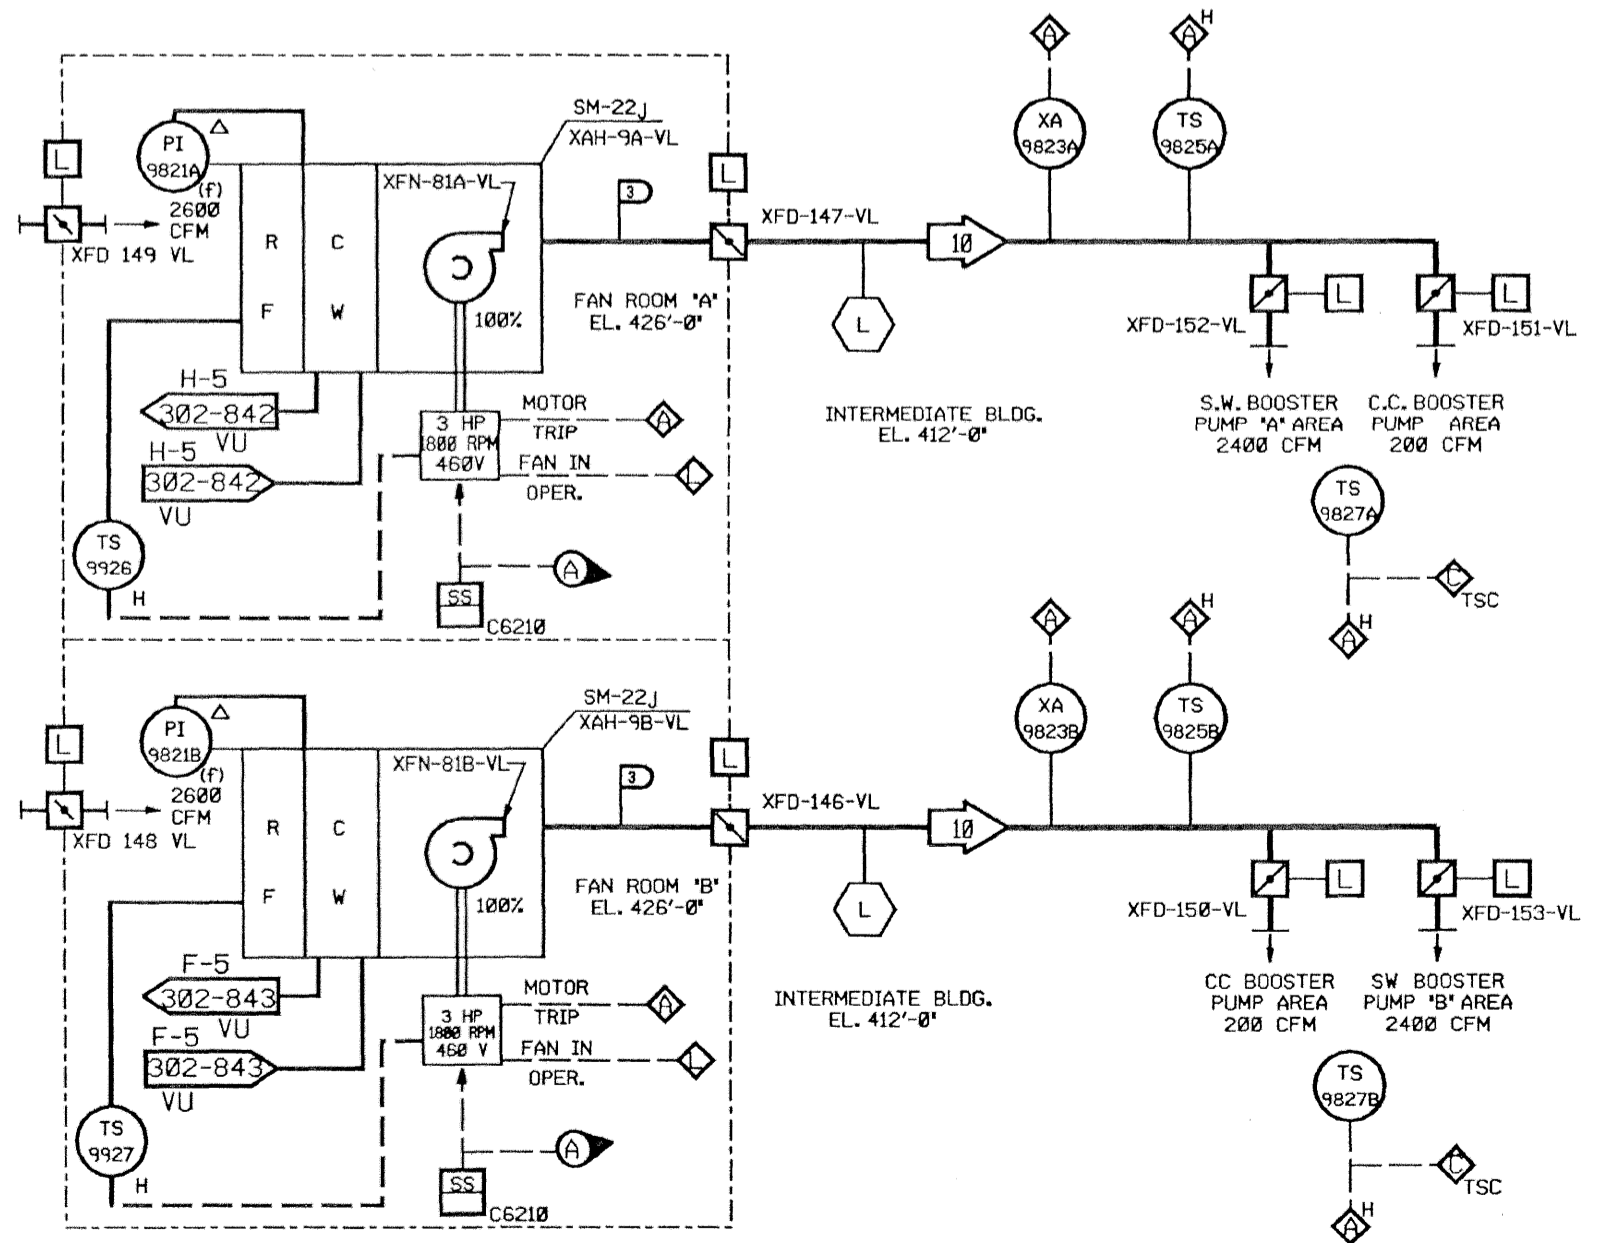 A
A
H
XA
9823A
TS
9825A
PI
9821A
Δ
(f)
2600
CFM
L
XFD 149 VL
SM-22J
XAH-9A-VL
XFN-81A-VL
R
F
C
W
100%
3
L
XFD-147-VL
FAN ROOM "A"
EL. 426'-0"
10
L
L
L
XFD-152-VL
XFD-151-VL
INTERMEDIATE BLDG.
EL. 412'-0"
S.W. BOOSTER
PUMP "A" AREA
2400 CFM
C.C. BOOSTER
PUMP AREA
200 CFM
H-5
302-842
VU
H-5
302-842
VU
3 HP
1800 RPM
460V
MOTOR
TRIP
A
FAN IN
OPER.
L
TS
9926
H
A
SS
C6210
TS
9827A
C
TSC
H
A
A
A
H
XA
9823B
TS
9825B
PI
9821B
Δ
(f)
2600
CFM
L
XFD 148 VL
SM-22J
XAH-9B-VL
XFN-81B-VL
R
F
C
W
100%
3
L
XFD-146-VL
FAN ROOM "B"
EL. 426'-0"
10
L
L
L
XFD-150-VL
XFD-153-VL
INTERMEDIATE BLDG.
EL. 412'-0"
CC BOOSTER
PUMP AREA
200 CFM
SW BOOSTER
PUMP "B" AREA
2400 CFM
F-5
302-843
VU
F-5
302-843
VU
3 HP
1800 RPM
460 V
MOTOR
TRIP
A
FAN IN
OPER.
L
TS
9927
H
A
SS
C6210
TS
9827B
C
TSC
H
A